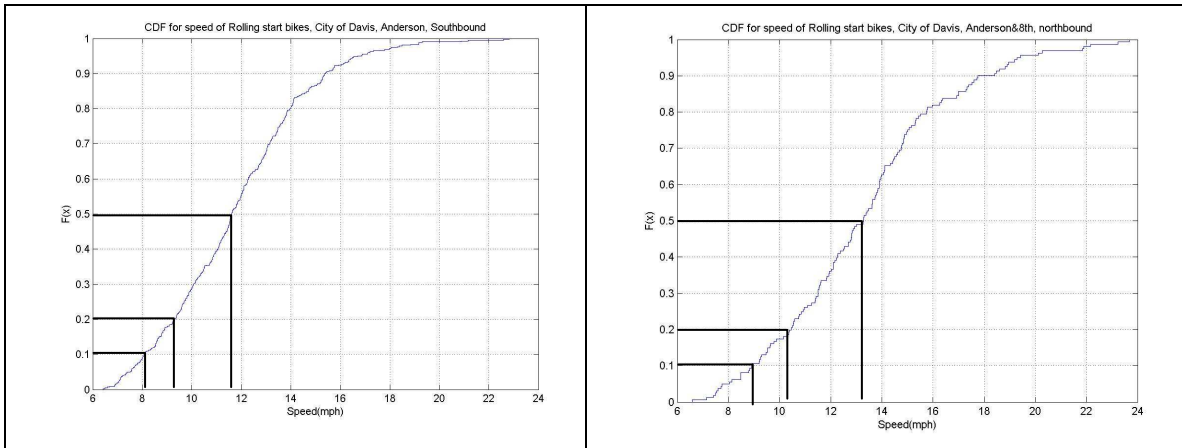 CDF for speed of Rolling start bikes, City of Davis, Anderson, Southbound
1
0.9
0.8
0.7
0.6
0.5
0.4
0.3
0.2
0.1
0
F(x)
6 8 10 12 14 16 18 20 22 24
Speed(mph)
CDF for speed of Rolling start bikes, City of Davis, Anderson&8th, northbound
1
0.9
0.8
0.7
0.6
0.5
0.4
0.3
0.2
0.1
0
F(x)
6 8 10 12 14 16 18 20 22 24
Speed(mph)